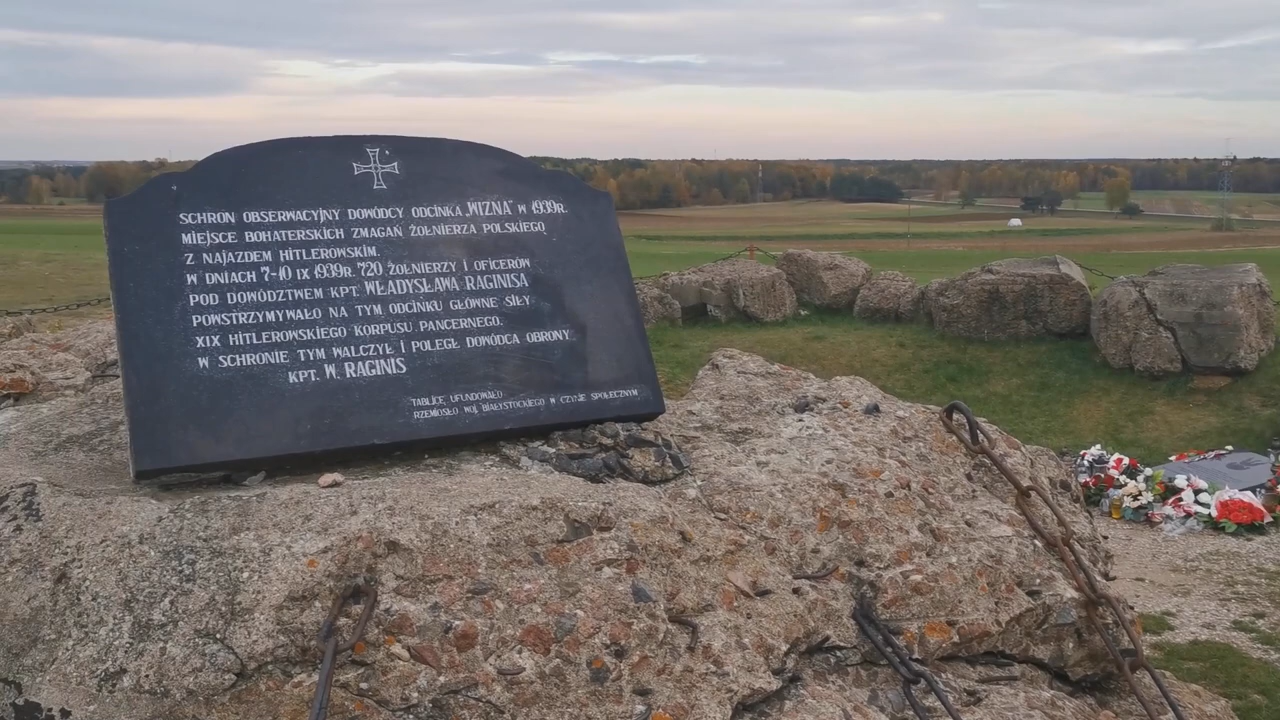 SCHRON OBSERWACYJNY DOWÓDCY ODCINKA „WIZNA" W 1939R.
MIEJSCE BOHATERSKICH ZMAGAŃ ŻOŁNIERZA POLSKIEGO
Z NAJAZDEM HITLEROWSKIM.
W DNIACH 7-10 IX 1939R. 720 ŻOŁNIERZY I OFICERÓW
POD DOWÓDZTWEM KPT. WŁADYSŁAWA RAGINISA
POWSTRZYMYWAŁO NA TYM ODCINKU GŁÓWNE SIŁY
XIX HITLEROWSKIEGO KORPUSU PANCERNEGO.
W SCHRONIE TYM WALCZYŁ I POLEGŁ DOWÓDCA OBRONY
KPT. W. RAGINIS
TABLICĘ UFUNDOWAŁO
RZEMIOSŁO WOJ. BIAŁYSTOCKIEGO W CZYNIE SPOŁECZNYM